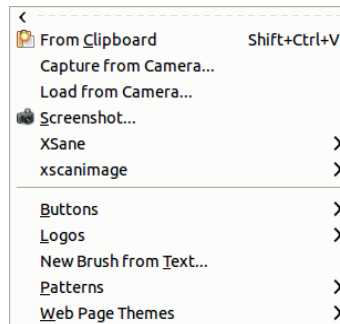 From Clipboard Shift+Ctrl+V
Capture from Camera...
Load from Camera...
Screenshot...
XSane
xscanimage
Buttons
Logos
New Brush from Text...
Patterns
Web Page Themes